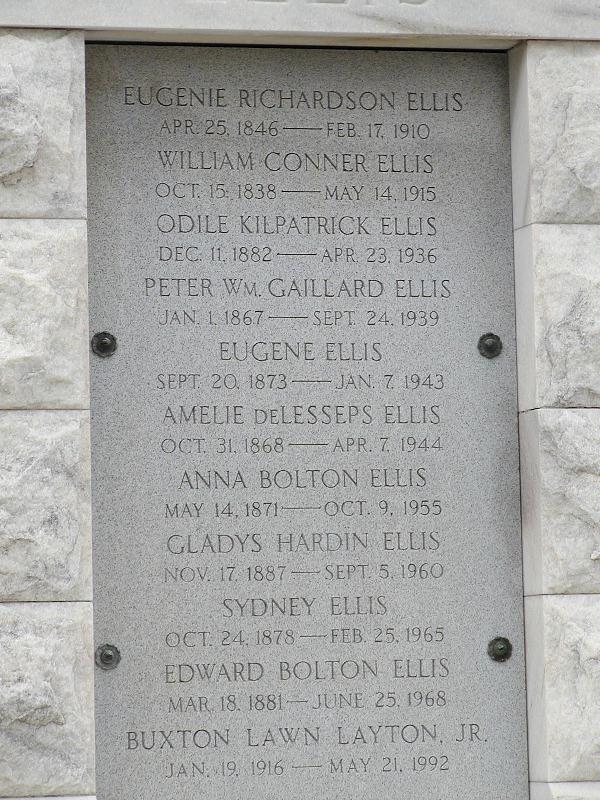 ELLIS
EUGENIE RICHARDSON ELLIS
APR. 25, 1846 — FEB. 17, 1910
WILLIAM CONNER ELLIS
OCT. 15, 1838 — MAY 14, 1915
ODILE KILPATRICK ELLIS
DEC. 11, 1882 — APR. 23, 1936
PETER WM. GAILLARD ELLIS
JAN. 1, 1867 — SEPT. 24, 1939
EUGENE ELLIS
SEPT. 20, 1873 — JAN. 7, 1943
AMELIE DELESSEPS ELLIS
OCT. 31, 1868 — APR. 7, 1944
ANNA BOLTON ELLIS
MAY 14, 1871 — OCT. 9, 1955
GLADYS HARDIN ELLIS
NOV. 17, 1887 — SEPT. 5, 1960
SYDNEY ELLIS
OCT. 24, 1878 — FEB. 25, 1965
EDWARD BOLTON ELLIS
MAR. 18, 1881 — JUNE 25, 1968
BUXTON LAWN LAYTON, JR.
JAN. 19, 1916 — MAY 21, 1992